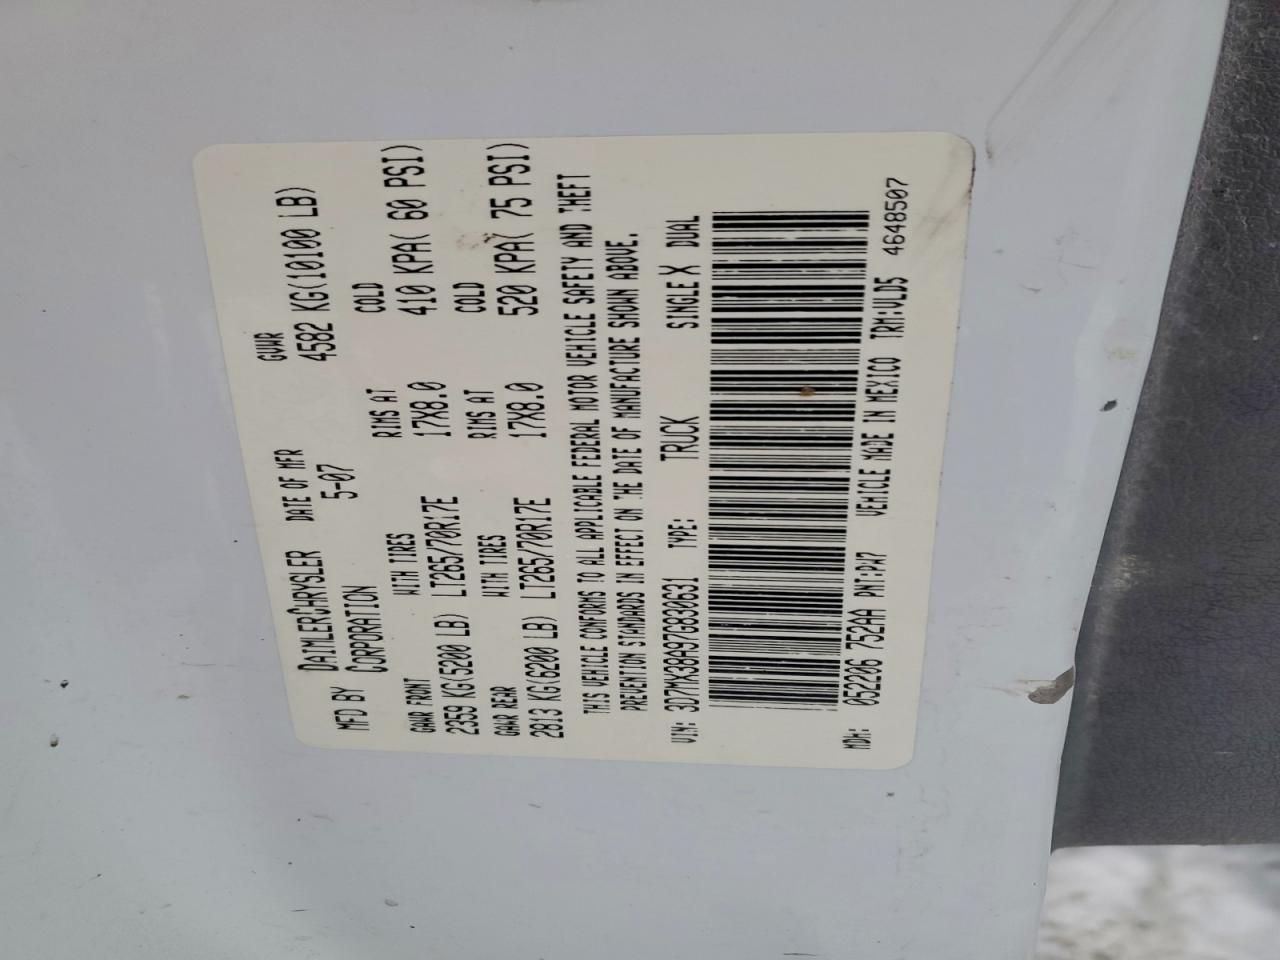 MFD BY DAIMLERCHRYSLER CORPORATION DATE OF MFR 5-07 GVWR 4582 KG(10100 LB)
GAWR FRONT WITH TIRES RIMS AT COLD
2359 KG(5200 LB) LT265/70R17E 17X8.0 410 KPA( 60 PSI)
GAWR REAR WITH TIRES RIMS AT COLD
2813 KG(6200 LB) LT265/70R17E 17X8.0 520 KPA( 75 PSI)
THIS VEHICLE CONFORMS TO ALL APPLICABLE FEDERAL MOTOR VEHICLE SAFETY AND THEFT
PREVENTION STANDARDS IN EFFECT ON THE DATE OF MANUFACTURE SHOWN ABOVE.
VIN: 3D7MX38A97G830631 TYPE: TRUCK SINGLE X DUAL
MDH: 052206 752AA PNT:PW7 VEHICLE MADE IN MEXICO TRM:VLD5 4648507